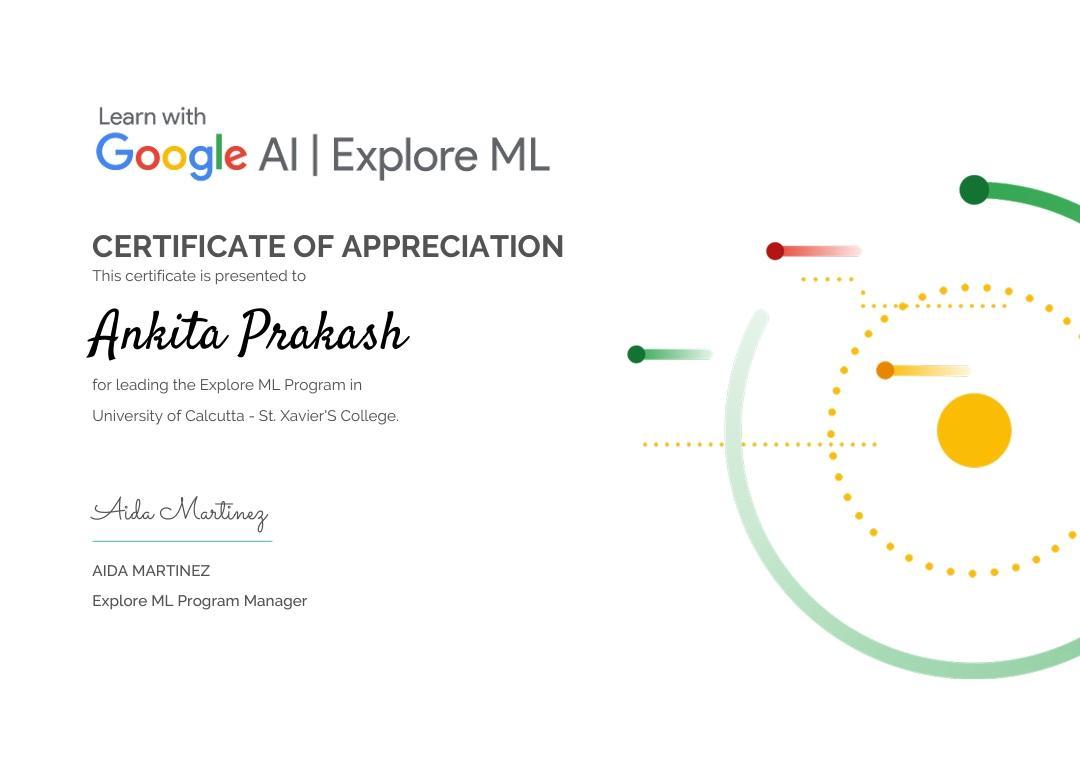 Learn with
Google AI | Explore ML
CERTIFICATE OF APPRECIATION
This certificate is presented to
Ankita Prakash
for leading the Explore ML Program in
University of Calcutta - St. Xavier'S College.
Aida Martinez
AIDA MARTINEZ
Explore ML Program Manager